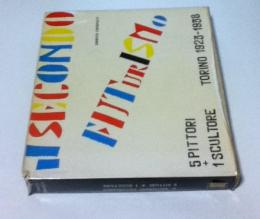 il SECONDO
FUTURISMO
5 PITTORI
+
1 SCULTORE
TORINO 1923-1938